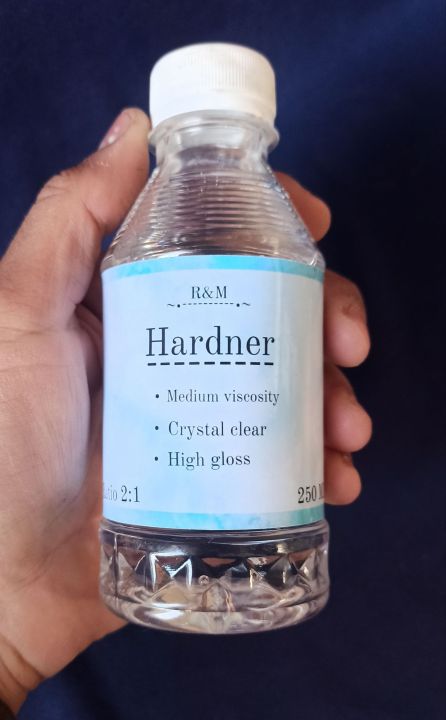 R&M
Hardner
• Medium viscosity
• Crystal clear
• High gloss
2:1
250